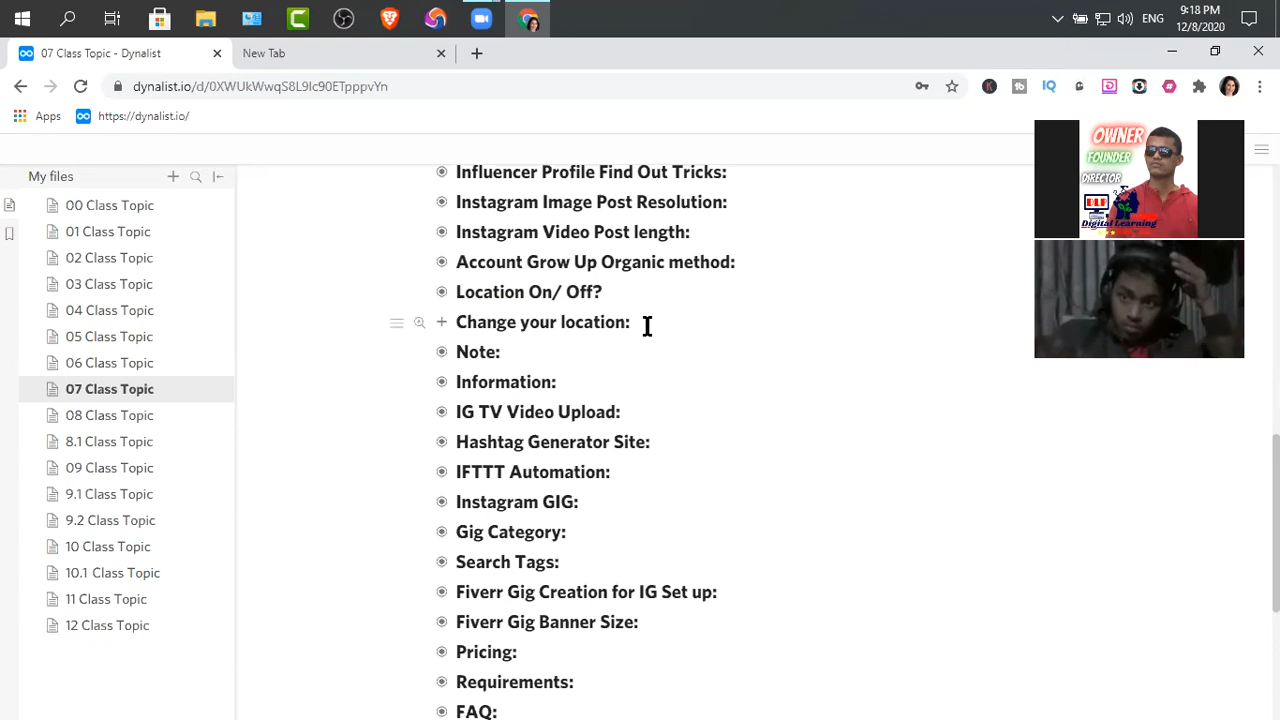 ENG
9:18 PM
12/8/2020
07 Class Topic - Dynalist
New Tab
dynalist.io/d/0XWUkWwqS8L9Ic90ETpppvYn
Apps
https://dynalist.io/
My files
00 Class Topic
01 Class Topic
02 Class Topic
03 Class Topic
04 Class Topic
05 Class Topic
06 Class Topic
07 Class Topic
08 Class Topic
8.1 Class Topic
09 Class Topic
9.1 Class Topic
9.2 Class Topic
10 Class Topic
10.1 Class Topic
11 Class Topic
12 Class Topic
Influencer Profile Find Out Tricks:
Instagram Image Post Resolution:
Instagram Video Post length:
Account Grow Up Organic method:
Location On/ Off?
Change your location:
Note:
Information:
IG TV Video Upload:
Hashtag Generator Site:
IFTTT Automation:
Instagram GIG:
Gig Category:
Search Tags:
Fiverr Gig Creation for IG Set up:
Fiverr Gig Banner Size:
Pricing:
Requirements:
FAQ:
OWNER
FOUNDER
DIRECTOR
DLF
Digital Learning